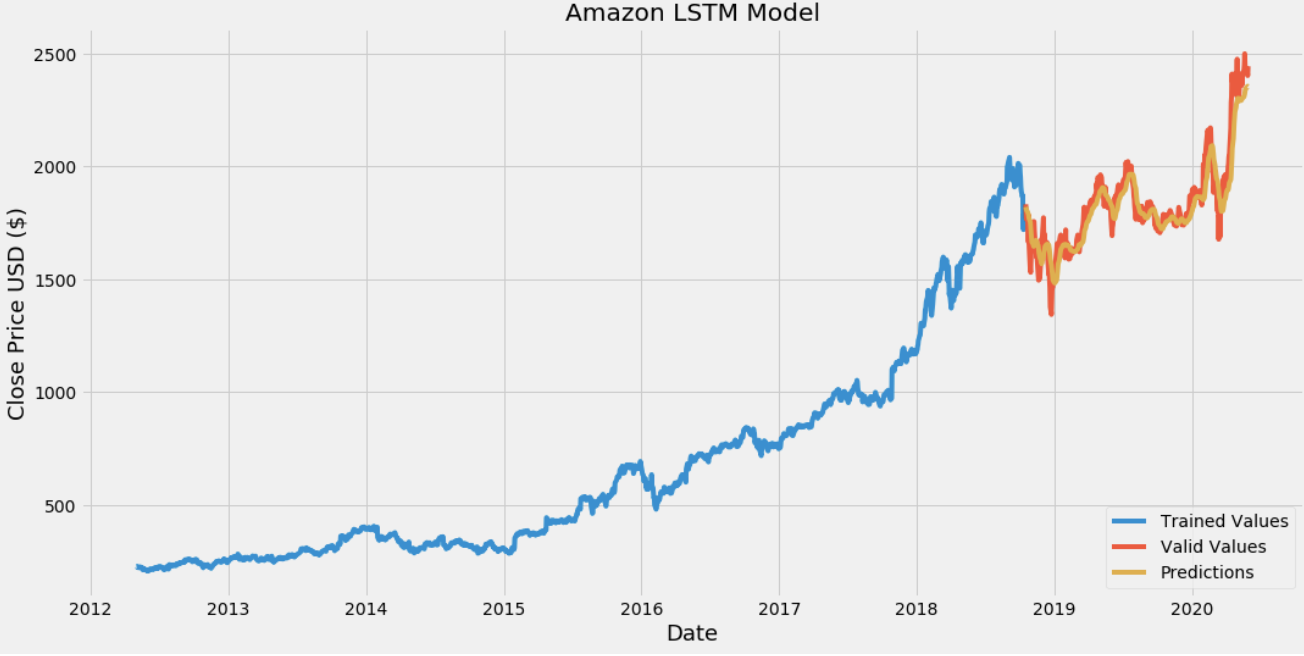 Amazon LSTM Model
Close Price USD ($)
2500
2000
1500
1000
500
2012 2013 2014 2015 2016 2017 2018 2019 2020
Date
Trained Values
Valid Values
Predictions